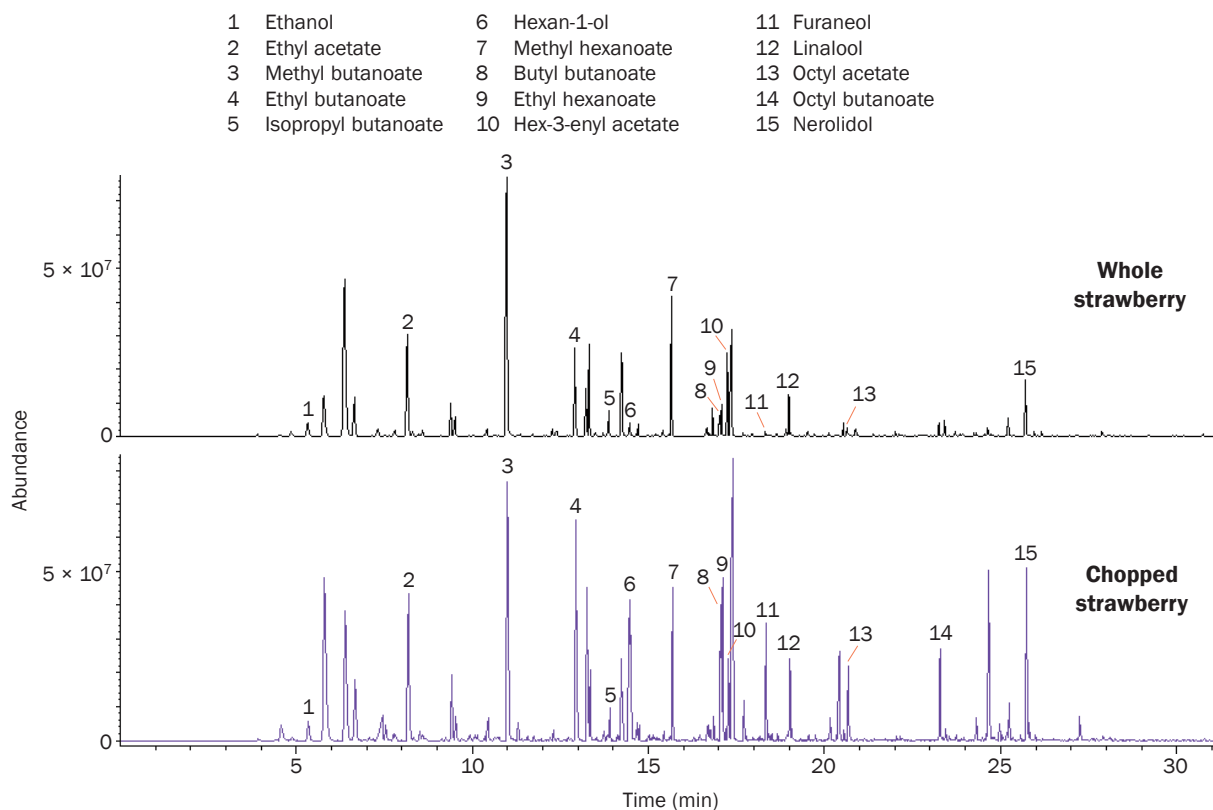 1 Ethanol
2 Ethyl acetate
3 Methyl butanoate
4 Ethyl butanoate
5 Isopropyl butanoate
6 Hexan-1-ol
7 Methyl hexanoate
8 Butyl butanoate
9 Ethyl hexanoate
10 Hex-3-enyl acetate
11 Furaneol
12 Linalool
13 Octyl acetate
14 Octyl butanoate
15 Nerolidol
Abundance
5 × 10⁷
0
1
2
3
4
5
6
7
8
9
10
11
12
13
15
Whole
strawberry
5 × 10⁷
0
1
2
3
4
5
6
7
8
9
10
11
12
13
14
15
Chopped
strawberry
5 10 15 20 25 30
Time (min)